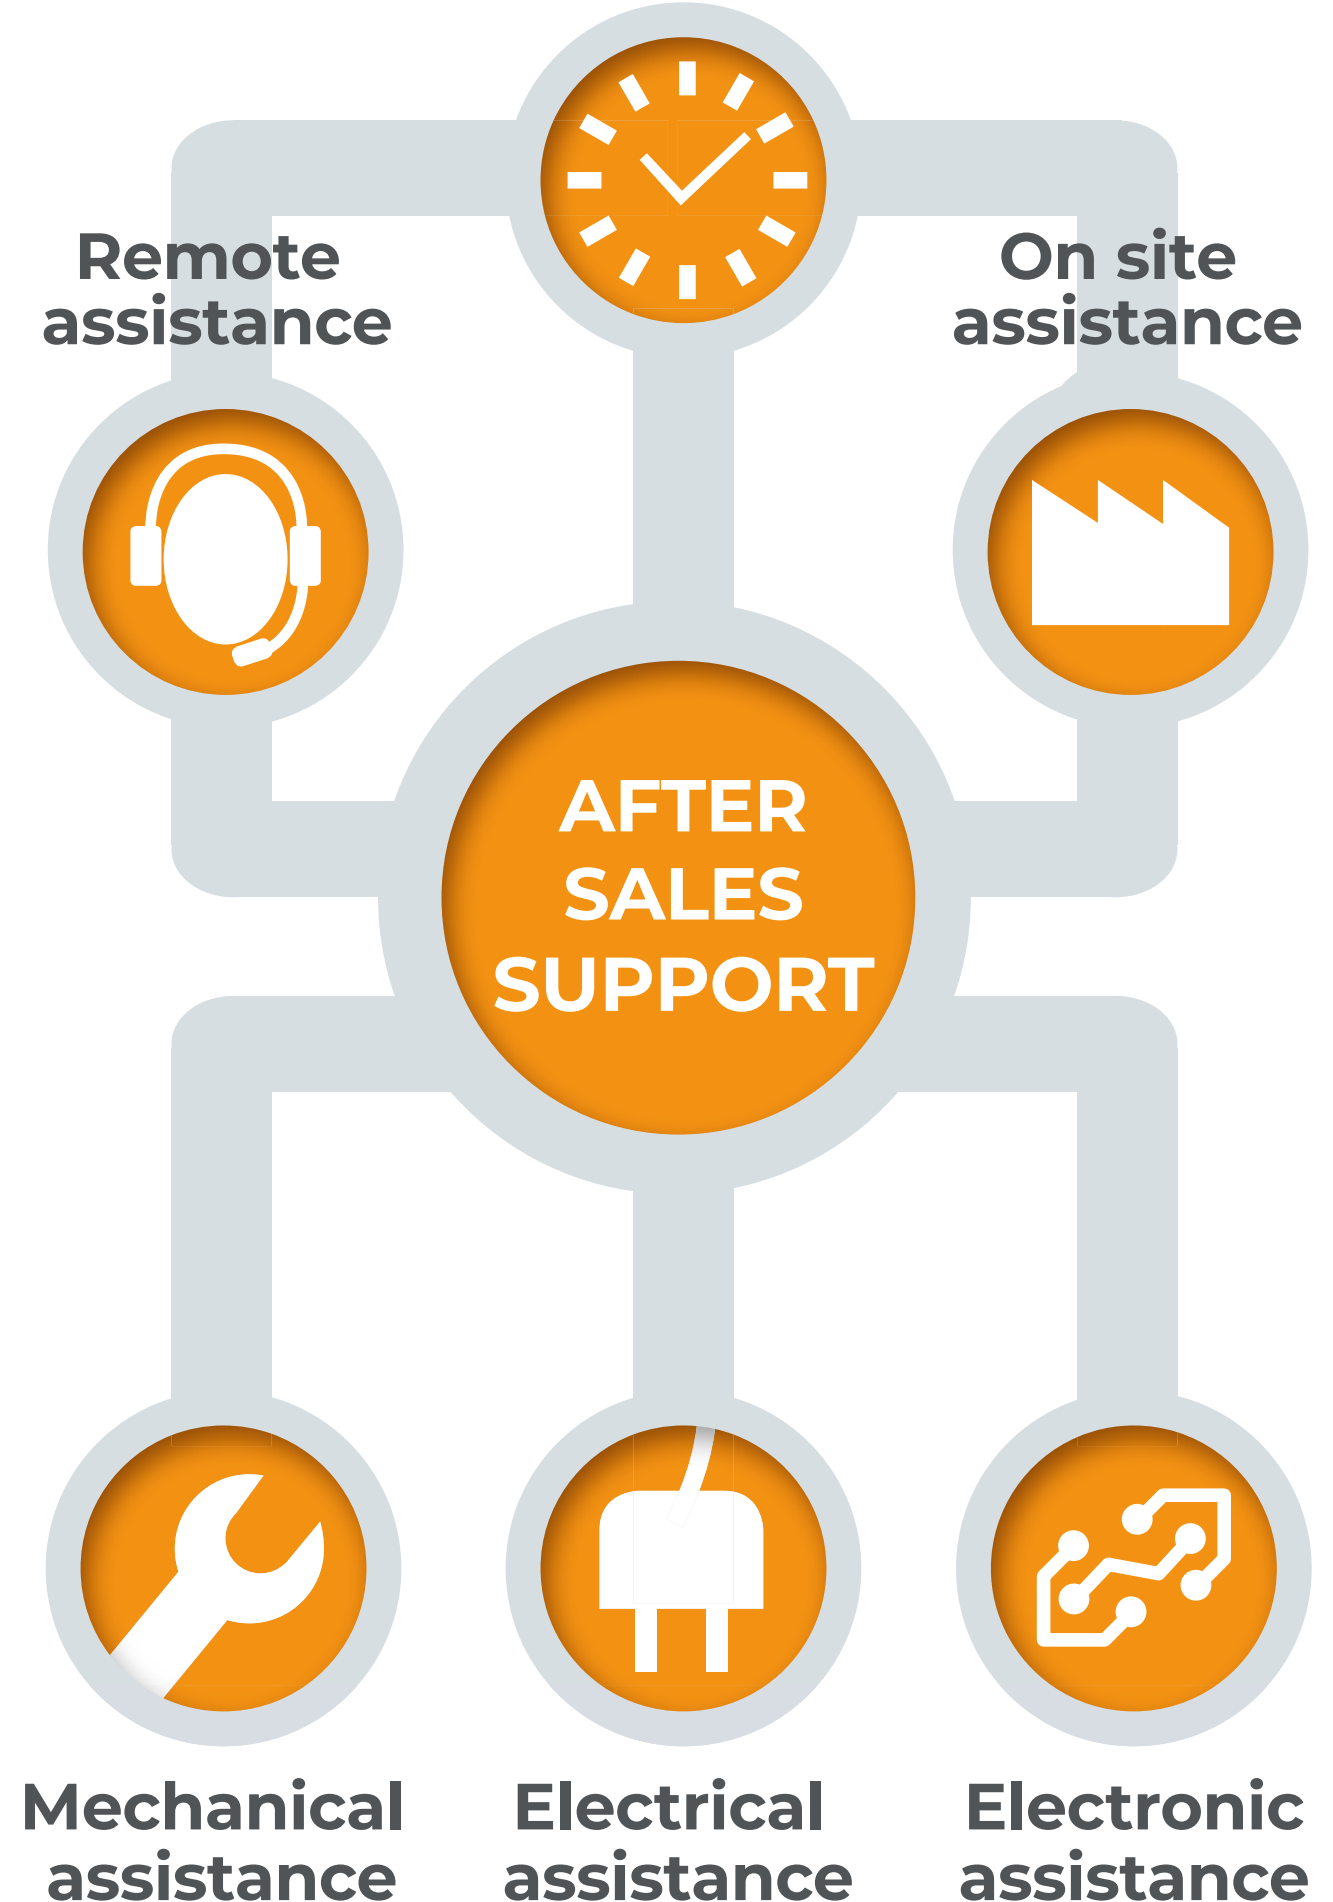 Remote
assistance
On site
assistance
AFTER
SALES
SUPPORT
Mechanical
assistance
Electrical
assistance
Electronic
assistance